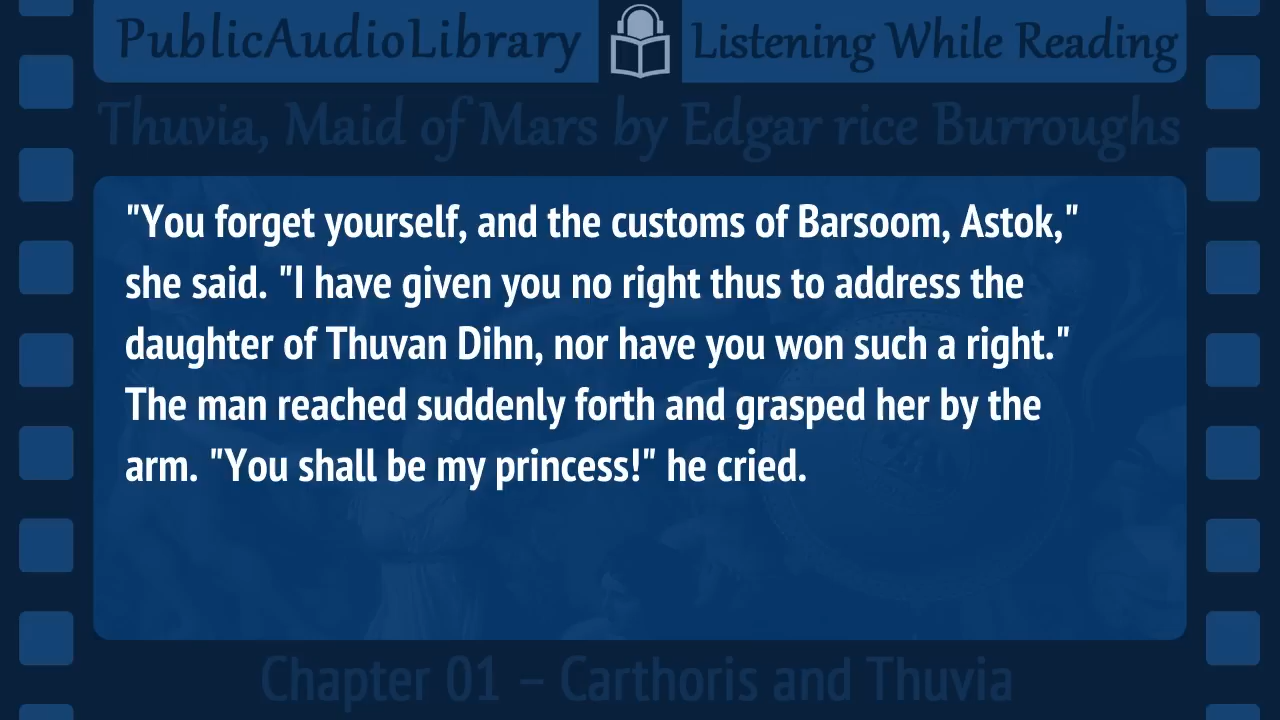 PublicAudioLibrary Listening While Reading
Thuvia, Maid of Mars by Edgar rice Burroughs
"You forget yourself, and the customs of Barsoom, Astok,"
she said. "I have given you no right thus to address the
daughter of Thuvan Dihn, nor have you won such a right."
The man reached suddenly forth and grasped her by the
arm. "You shall be my princess!" he cried.
Chapter 01 – Carthoris and Thuvia